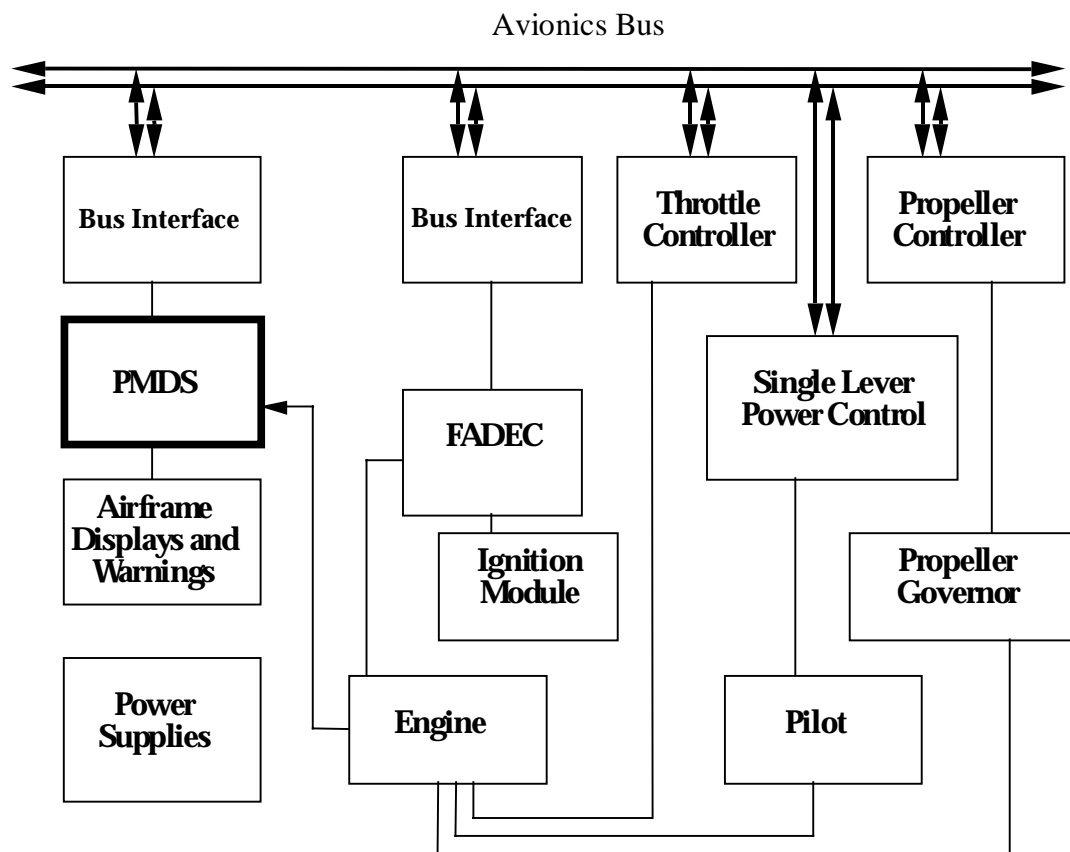 Avionics Bus
Bus Interface
Bus Interface
Throttle
Controller
Propeller
Controller
PMDS
FADEC
Single Lever
Power Control
Airframe
Displays and
Warnings
Ignition
Module
Propeller
Governor
Power
Supplies
Engine
Pilot